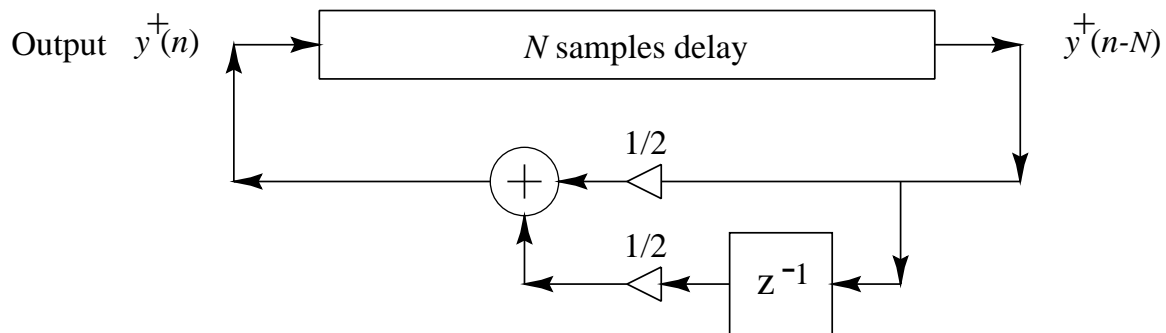 Output y⁺(n)
N samples delay
y⁺(n-N)
1/2
+
1/2
z⁻¹